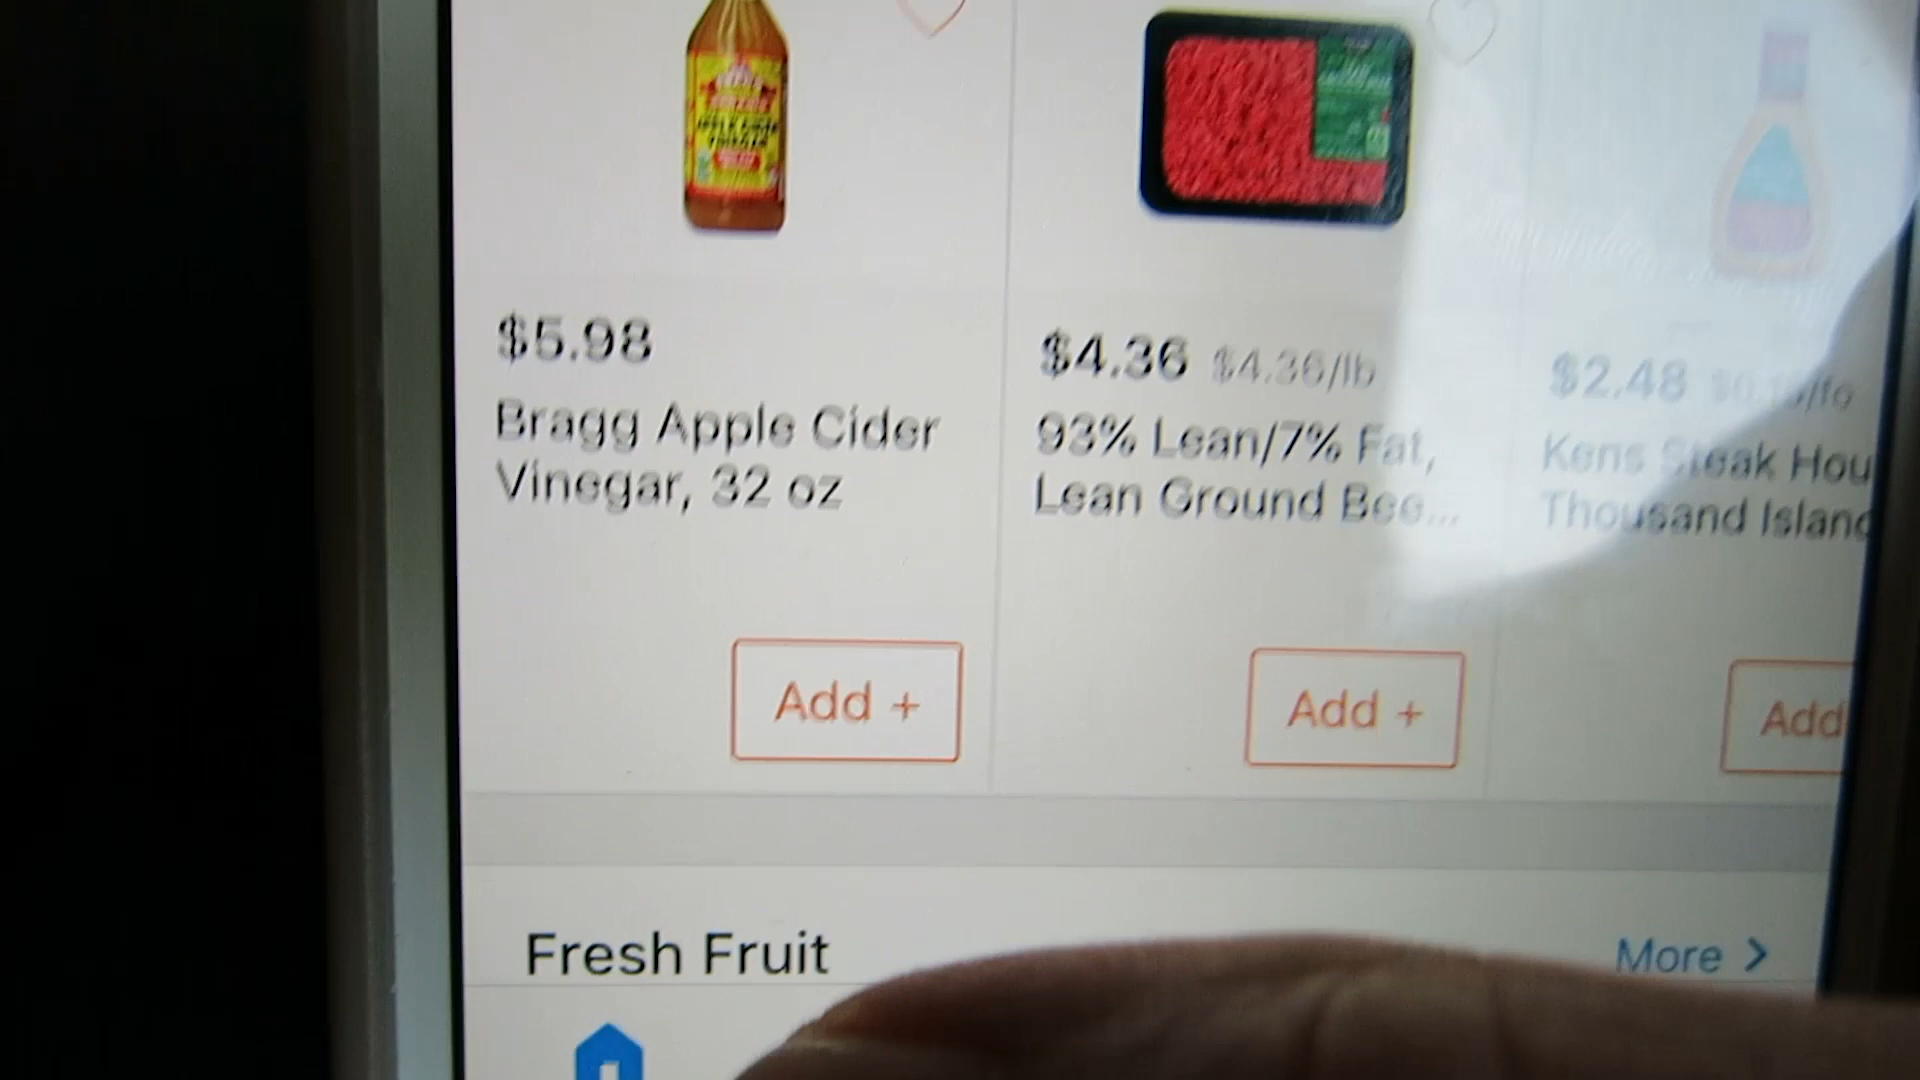 $5.98
Bragg Apple Cider
Vinegar, 32 oz
Add +
$4.36 $4.36/lb
93% Lean/7% Fat,
Lean Ground Bee...
Add +
$2.48
Kens Steak Hou
Thousand Island
Add
Fresh Fruit
More >